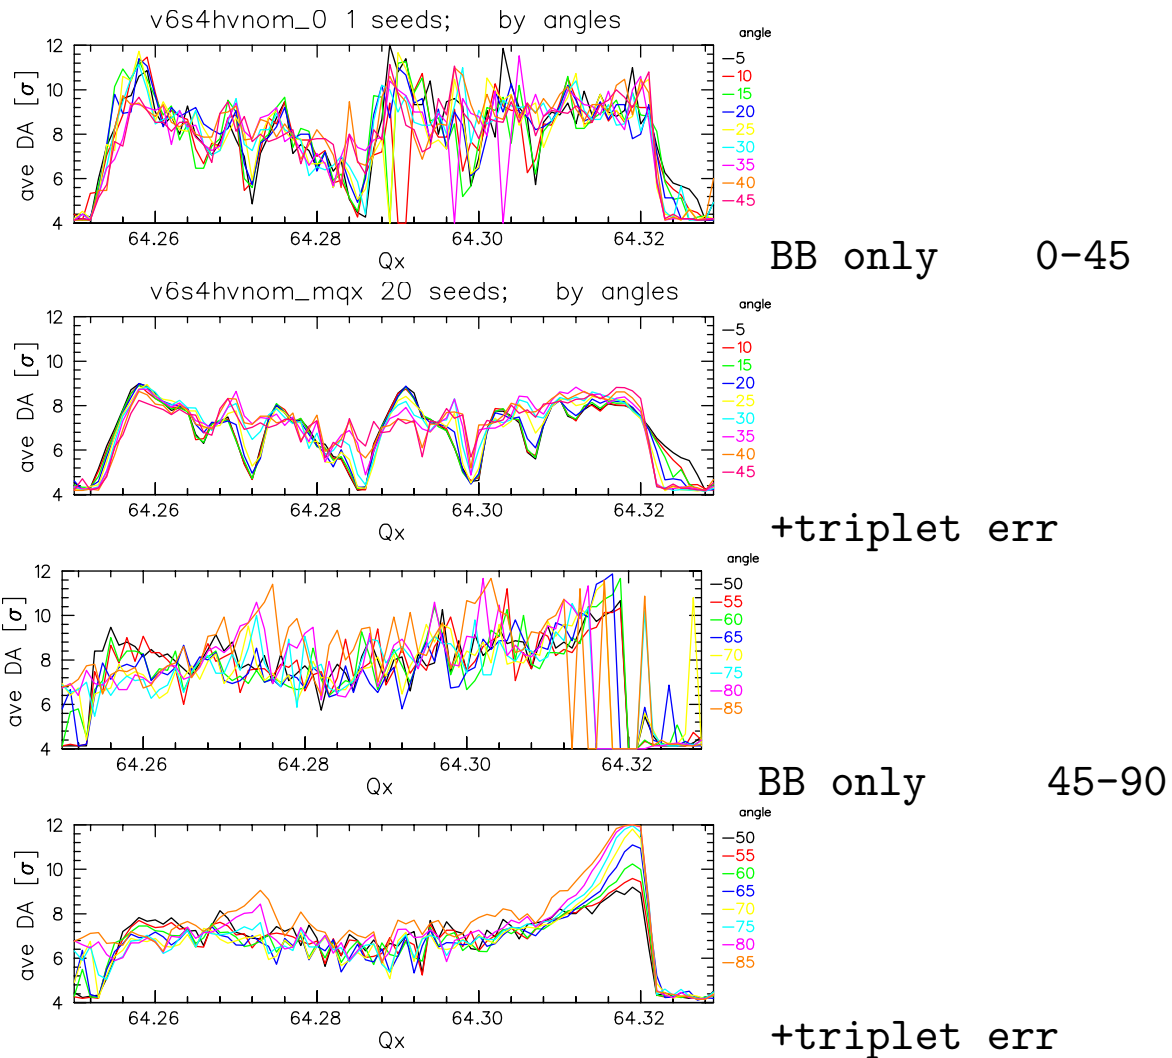 v6s4hvnom_0 1 seeds; by angles
angle
12
10
8
6
4
ave DA [σ]
−5
−10
−15
−20
−25
−30
−35
−40
−45
64.26 64.28 64.30 64.32
Qx
BB only 0-45
v6s4hvnom_mqx 20 seeds; by angles
angle
12
10
8
6
4
ave DA [σ]
−5
−10
−15
−20
−25
−30
−35
−40
−45
64.26 64.28 64.30 64.32
Qx
+triplet err
angle
12
10
8
6
4
ave DA [σ]
−50
−55
−60
−65
−70
−75
−80
−85
64.26 64.28 64.30 64.32
Qx
BB only 45-90
angle
12
10
8
6
4
ave DA [σ]
−50
−55
−60
−65
−70
−75
−80
−85
64.26 64.28 64.30 64.32
Qx
+triplet err